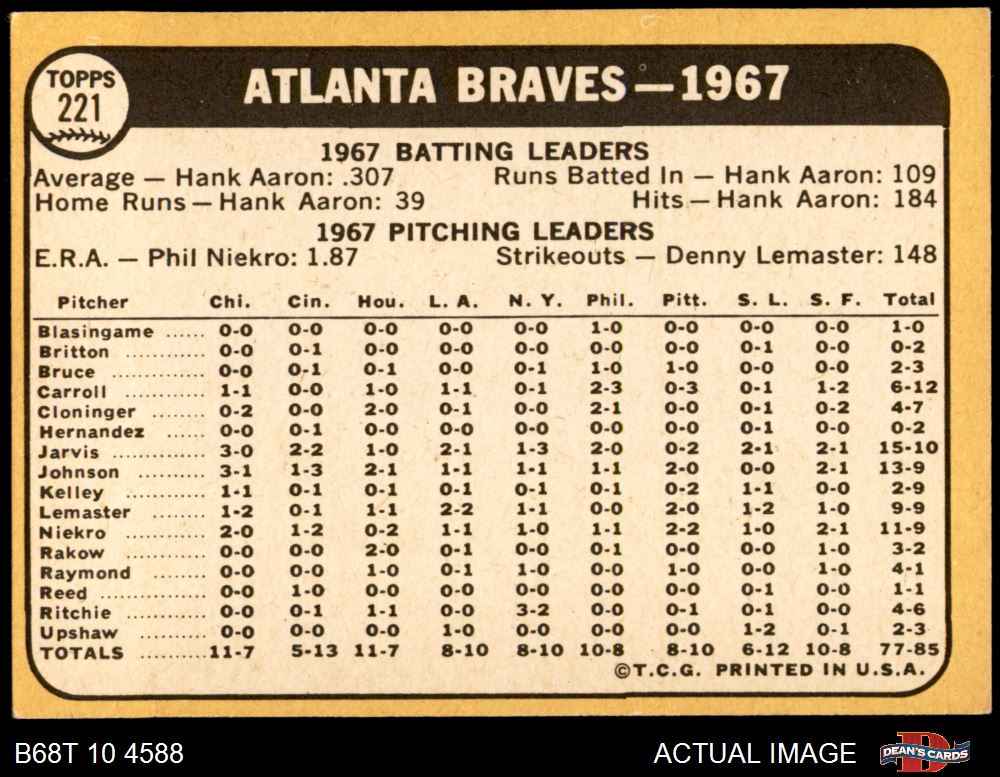 TOPPS
221
ATLANTA BRAVES—1967
1967 BATTING LEADERS
Average — Hank Aaron: .307 Runs Batted In — Hank Aaron: 109
Home Runs — Hank Aaron: 39 Hits — Hank Aaron: 184
1967 PITCHING LEADERS
E.R.A. — Phil Niekro: 1.87 Strikeouts — Denny Lemaster: 148
Pitcher Chi. Cin. Hou. L. A. N. Y. Phil. Pitt. S. L. S. F. Total
Blasingame ...... 0-0 0-0 0-0 0-0 0-0 1-0 0-0 0-0 0-0 1-0
Britton ............ 0-0 0-1 0-0 0-0 0-0 0-0 0-0 0-1 0-0 0-2
Bruce .............. 0-0 0-1 0-1 0-0 0-1 1-0 1-0 0-0 0-0 2-3
Carroll ............ 1-1 0-0 1-0 1-1 0-1 2-3 0-3 0-1 1-2 6-12
Cloninger ........ 0-2 0-0 2-0 0-1 0-0 2-1 0-0 0-1 0-2 4-7
Hernandez ...... 0-0 0-1 0-0 0-0 0-0 0-0 0-0 0-1 0-0 0-2
Jarvis .............. 3-0 2-2 1-0 2-1 1-3 2-0 0-2 2-1 2-1 15-10
Johnson .......... 3-1 1-3 2-1 1-1 1-1 1-1 2-0 0-0 2-1 13-9
Kelley ............. 1-1 0-1 0-1 0-1 0-1 0-1 0-2 1-1 0-0 2-9
Lemaster ........ 1-2 0-1 1-1 2-2 1-1 0-0 2-0 1-2 1-0 9-9
Niekro ............ 2-0 1-2 0-2 1-1 1-0 1-1 2-2 1-0 2-1 11-9
Rakow ............ 0-0 0-0 2-0 0-1 0-0 0-1 0-0 0-0 1-0 3-2
Raymond ........ 0-0 0-0 1-0 0-1 1-0 0-0 1-0 0-0 1-0 4-1
Reed ............... 0-0 1-0 0-0 0-0 0-0 0-0 0-0 0-1 0-0 1-1
Ritchie ............ 0-0 0-1 1-1 0-0 3-2 0-0 0-1 0-1 0-0 4-6
Upshaw .......... 0-0 0-0 0-0 1-0 0-0 0-0 0-0 1-2 0-1 2-3
TOTALS .......... 11-7 5-13 11-7 8-10 8-10 10-8 8-10 6-12 10-8 77-85
©T.C.G. PRINTED IN U.S.A.
B68T 10 4588 ACTUAL IMAGE DEAN'S CARDS